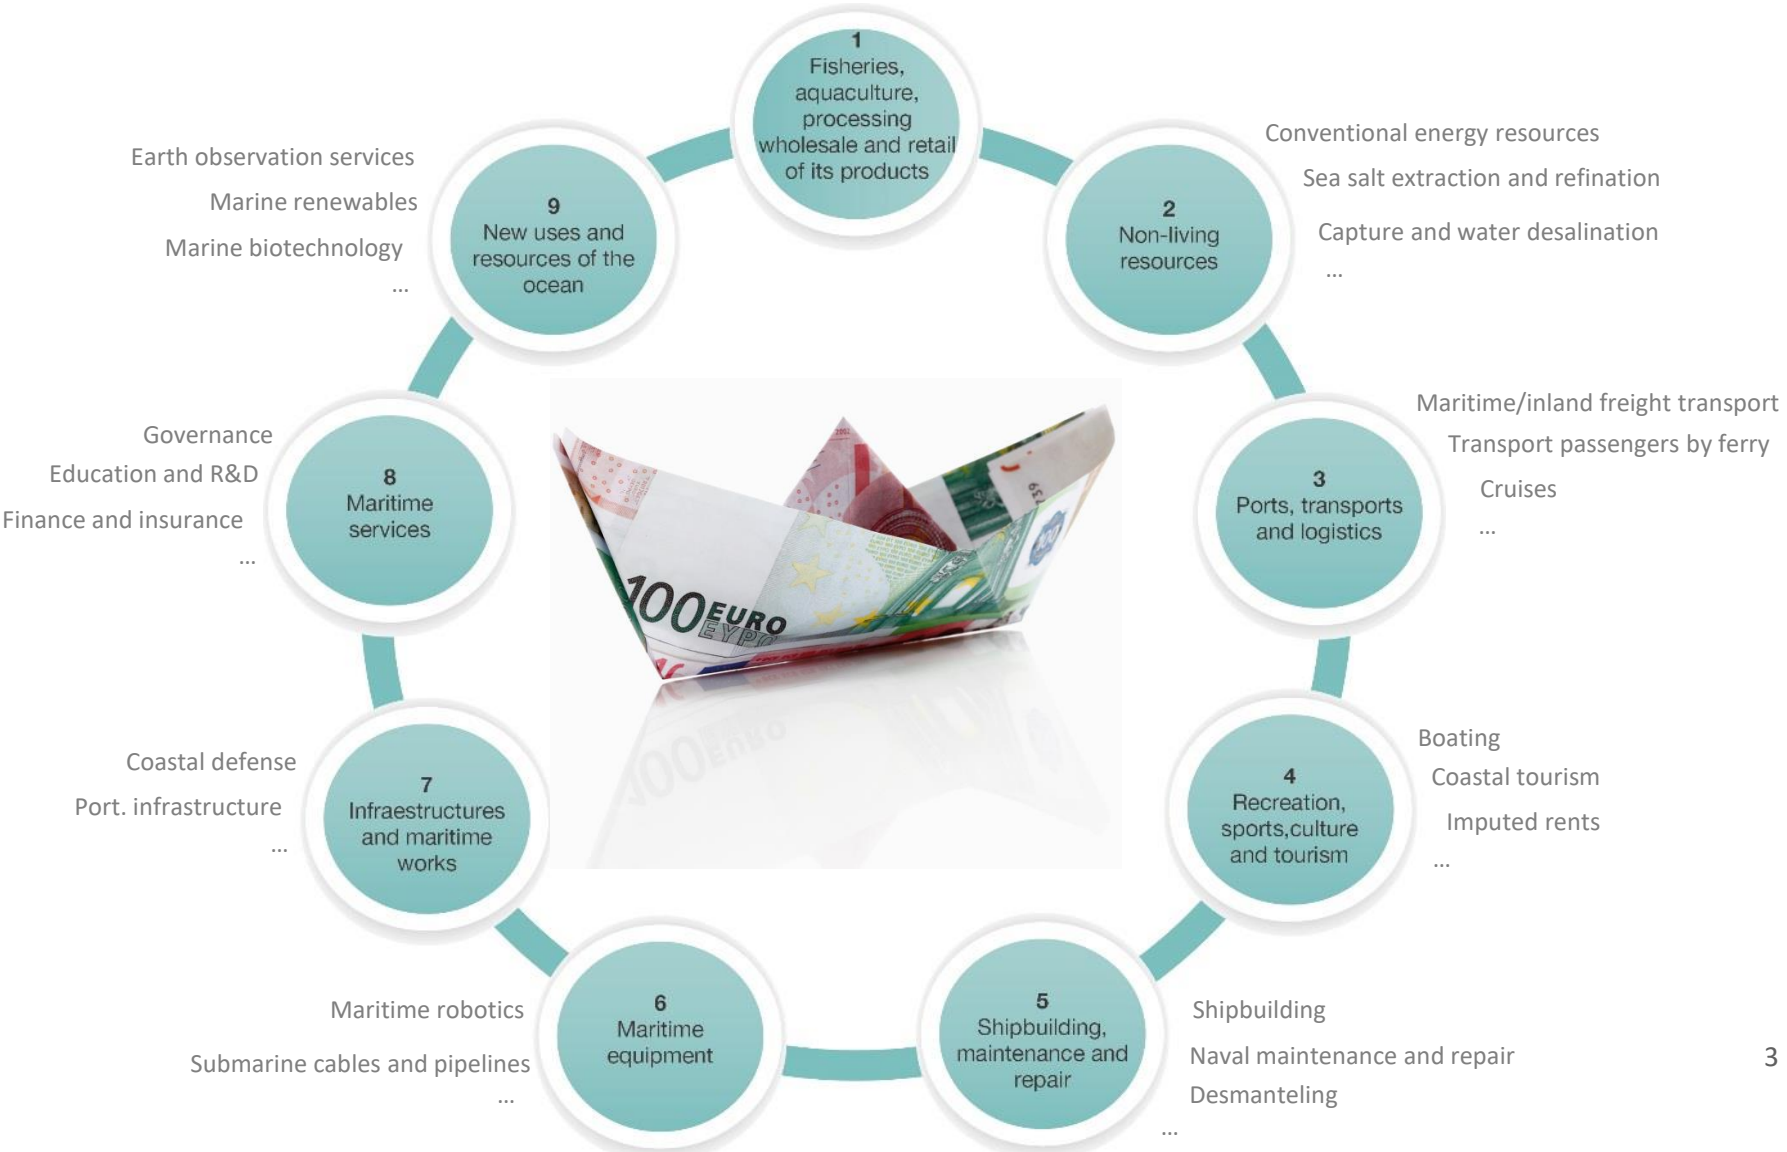 1
Fisheries,
aquaculture,
processing
wholesale and retail
of its products
2
Non-living
resources
Conventional energy resources
Sea salt extraction and refination
Capture and water desalination
...
3
Ports, transports
and logistics
Maritime/inland freight transport
Transport passengers by ferry
Cruises
...
4
Recreation,
sports,culture
and tourism
Boating
Coastal tourism
Imputed rents
...
5
Shipbuilding,
maintenance and
repair
Shipbuilding
Naval maintenance and repair
Desmanteling
...
6
Maritime
equipment
Maritime robotics
Submarine cables and pipelines
...
7
Infraestructures
and maritime
works
Coastal defense
Port. infrastructure
...
8
Maritime
services
Governance
Education and R&D
Finance and insurance
...
9
New uses and
resources of the
ocean
Earth observation services
Marine renewables
Marine biotechnology
...
100 EURO
ΕΥΡΩ
100
3